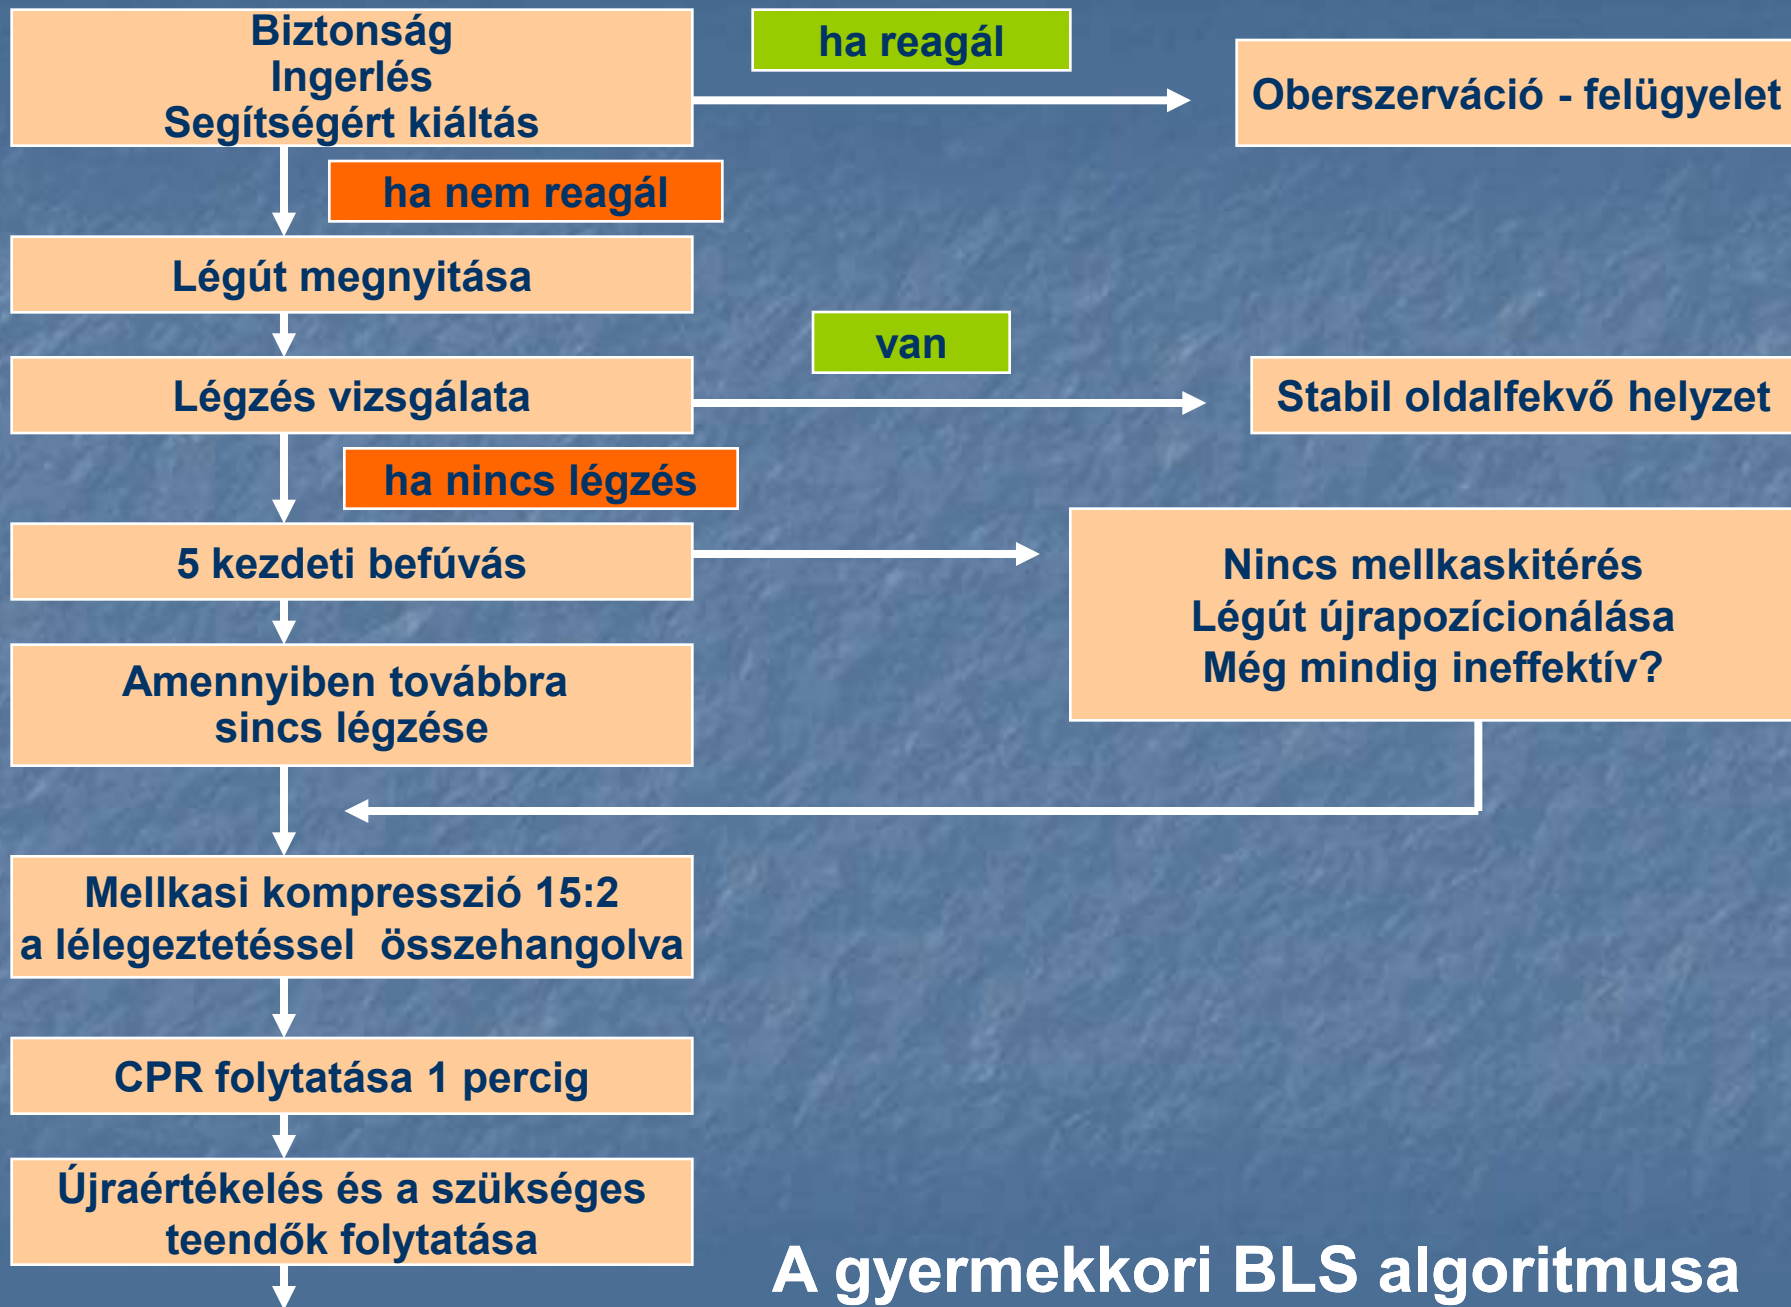 Biztonság
Ingerlés
Segítségért kiáltás
ha reagál
Oberszerváció - felügyelet
ha nem reagál
Légút megnyitása
Légzés vizsgálata
van
Stabil oldalfekvő helyzet
ha nincs légzés
5 kezdeti befúvás
Nincs mellkaskitérés
Légút újrapozícionálása
Még mindig ineffektív?
Amennyiben továbbra
sincs légzése
Mellkasi kompresszió 15:2
a lélegeztetéssel összehangolva
CPR folytatása 1 percig
Újraértékelés és a szükséges
teendők folytatása
A gyermekkori BLS algoritmusa